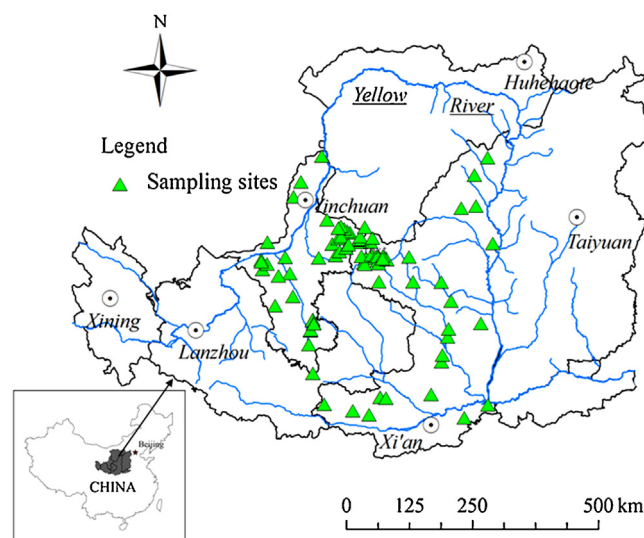 N
Huhehaote
Yellow River
Legend
Sampling sites
Yinchuan
Taiyuan
Xining
Lanzhou
Xi'an
Beijing
CHINA
0 125 250 500 km